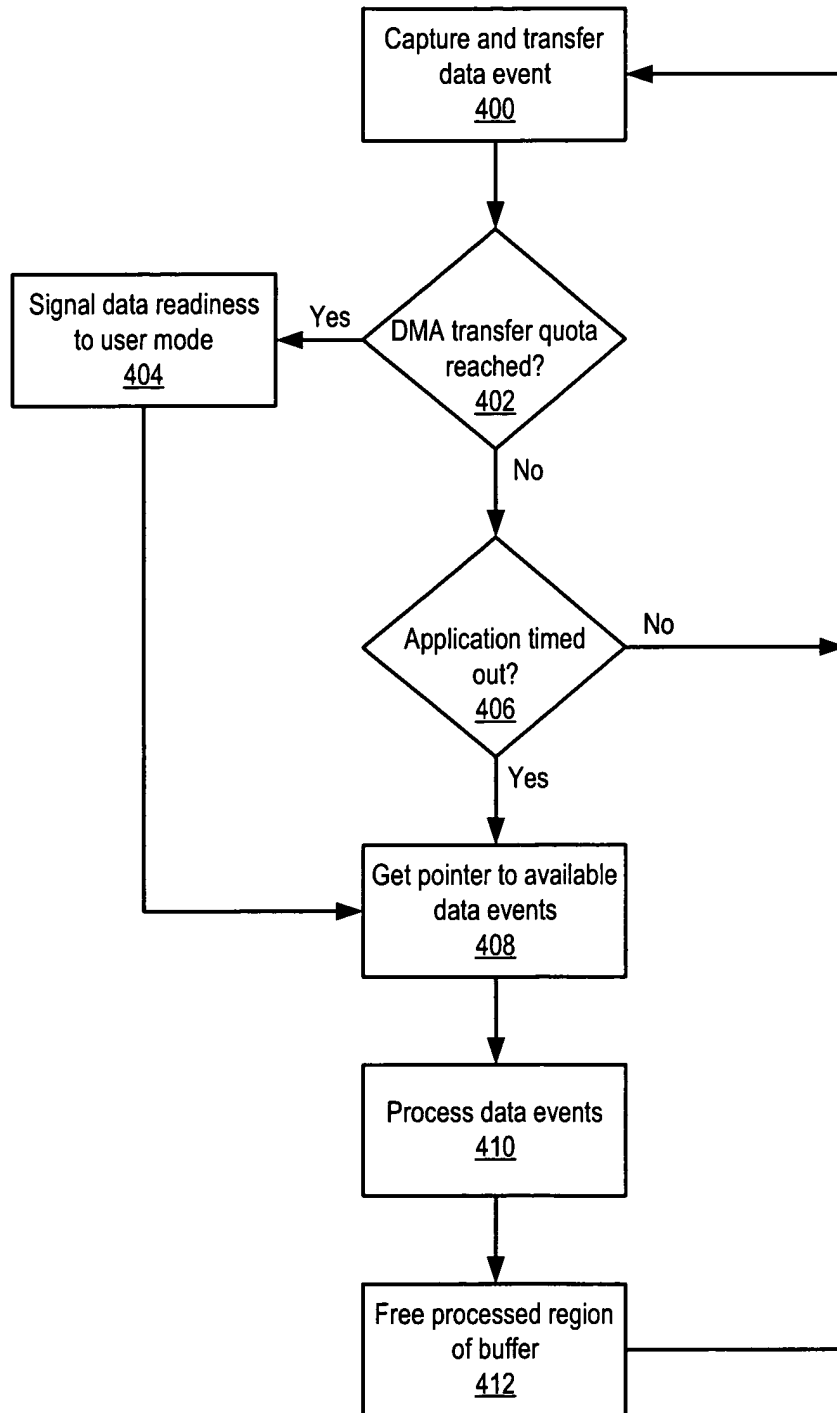 Capture and transfer
data event
400
Signal data readiness
to user mode
404
Yes
DMA transfer quota
reached?
402
No
Application timed
out?
406
No
Yes
Get pointer to available
data events
408
Process data events
410
Free processed region
of buffer
412